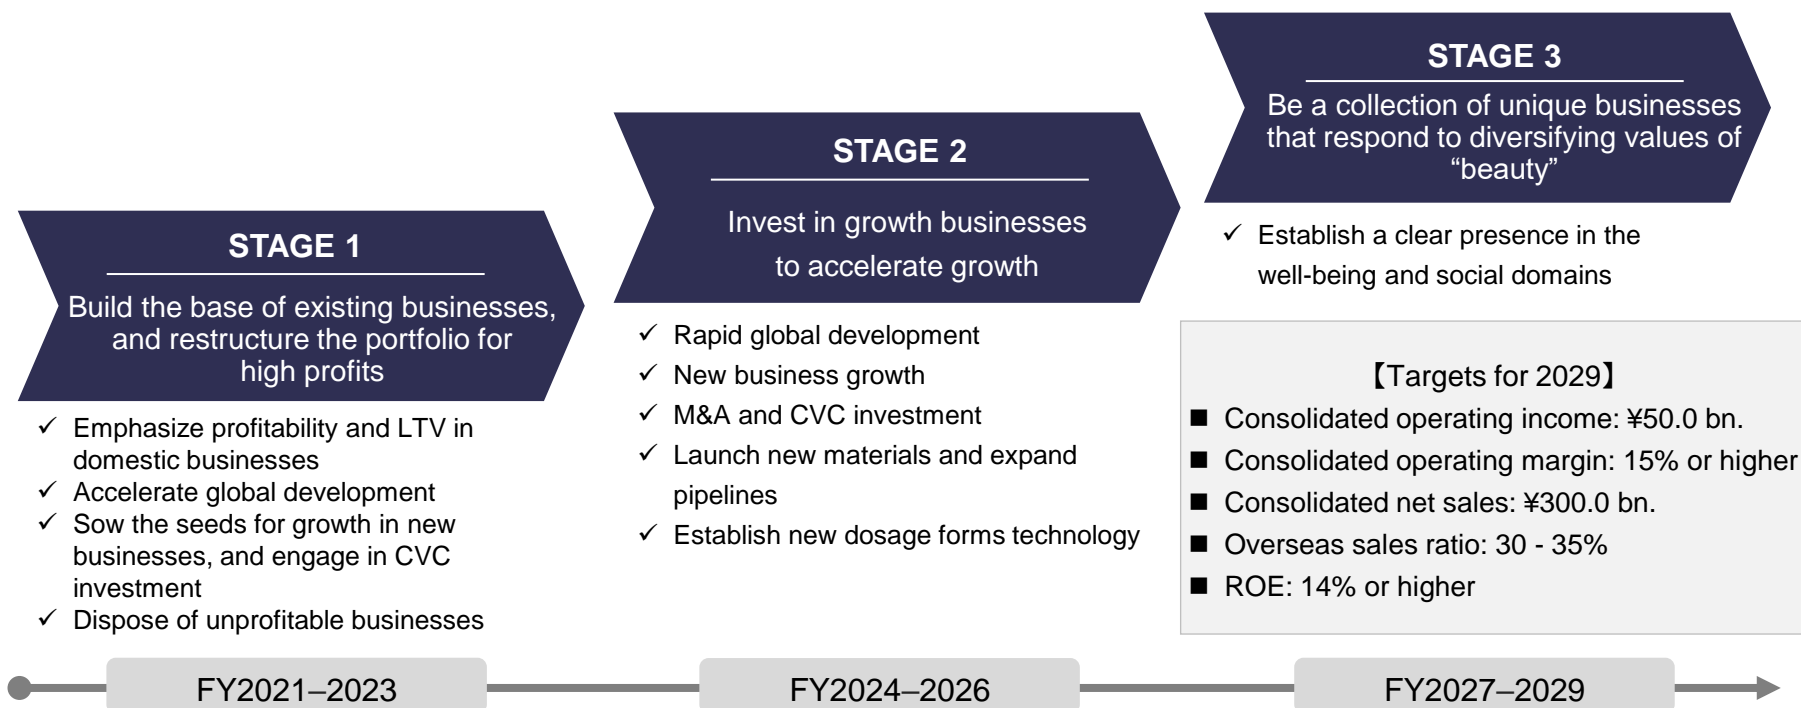 STAGE 1
Build the base of existing businesses,
and restructure the portfolio for
high profits
✓ Emphasize profitability and LTV in
domestic businesses
✓ Accelerate global development
✓ Sow the seeds for growth in new
businesses, and engage in CVC
investment
✓ Dispose of unprofitable businesses
FY2021–2023
STAGE 2
Invest in growth businesses
to accelerate growth
✓ Rapid global development
✓ New business growth
✓ M&A and CVC investment
✓ Launch new materials and expand
pipelines
✓ Establish new dosage forms technology
FY2024–2026
STAGE 3
Be a collection of unique businesses
that respond to diversifying values of
“beauty”
✓ Establish a clear presence in the
well-being and social domains
【Targets for 2029】
■ Consolidated operating income: ¥50.0 bn.
■ Consolidated operating margin: 15% or higher
■ Consolidated net sales: ¥300.0 bn.
■ Overseas sales ratio: 30 - 35%
■ ROE: 14% or higher
FY2027–2029